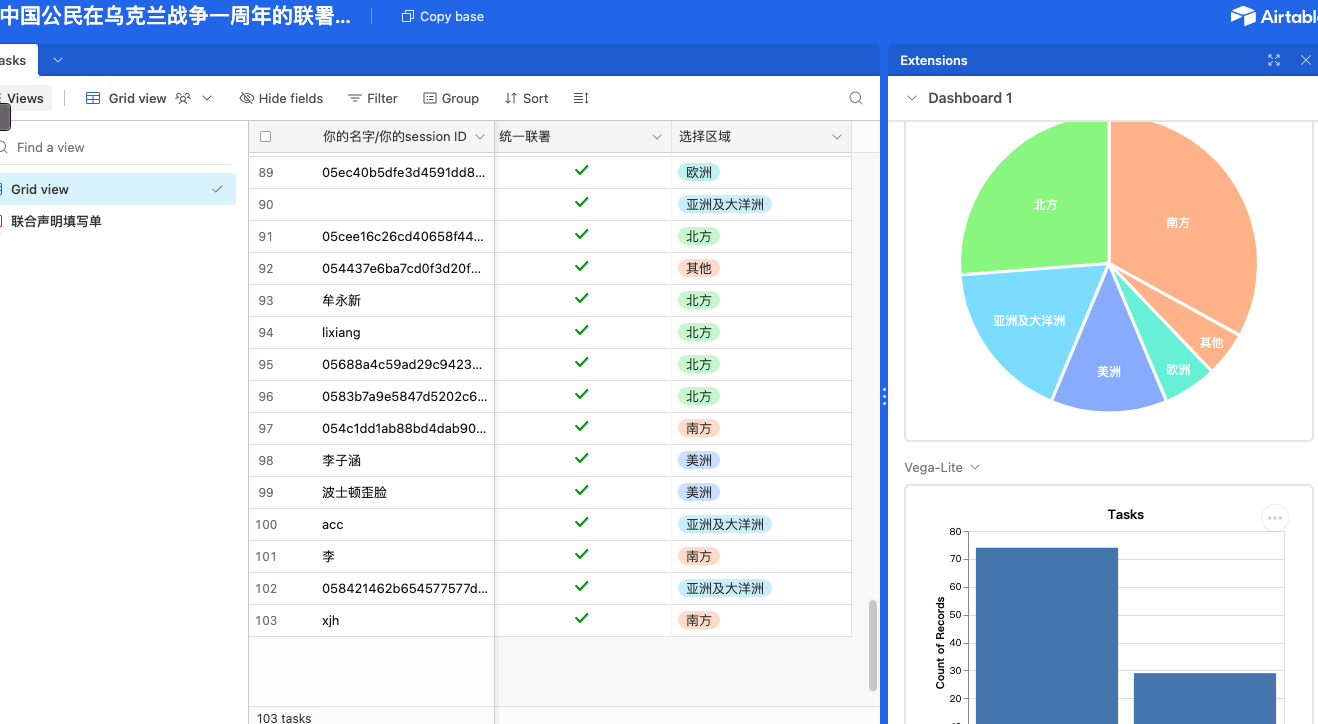 中国公民在乌克兰战争一周年的联署...
Copy base
Airtabl
asks
Extensions
Views
Grid view
Hide fields
Filter
Group
Sort
Dashboard 1
Find a view
Grid view
联合声明填写单
你的名字/你的session ID 统一联署 选择区域
89 05ec40b5dfe3d4591dd8... 欧洲
90 亚洲及大洋洲
91 05cee16c26cd40658f44... 北方
92 054437e6ba7cd0f3d20f... 其他
93 牟永新 北方
94 lixiang 北方
95 05688a4c59ad29c9423... 北方
96 0583b7a9e5847d5202c6... 北方
97 054c1dd1ab88bd4dab90... 南方
98 李子涵 美洲
99 波士顿歪脸 美洲
100 acc 亚洲及大洋洲
101 李 南方
102 058421462b654577577d... 亚洲及大洋洲
103 xjh 南方
103 tasks
北方
南方
亚洲及大洋洲
其他
欧洲
美洲
Vega-Lite
Tasks
Count of Records
80
70
60
50
40
30
20